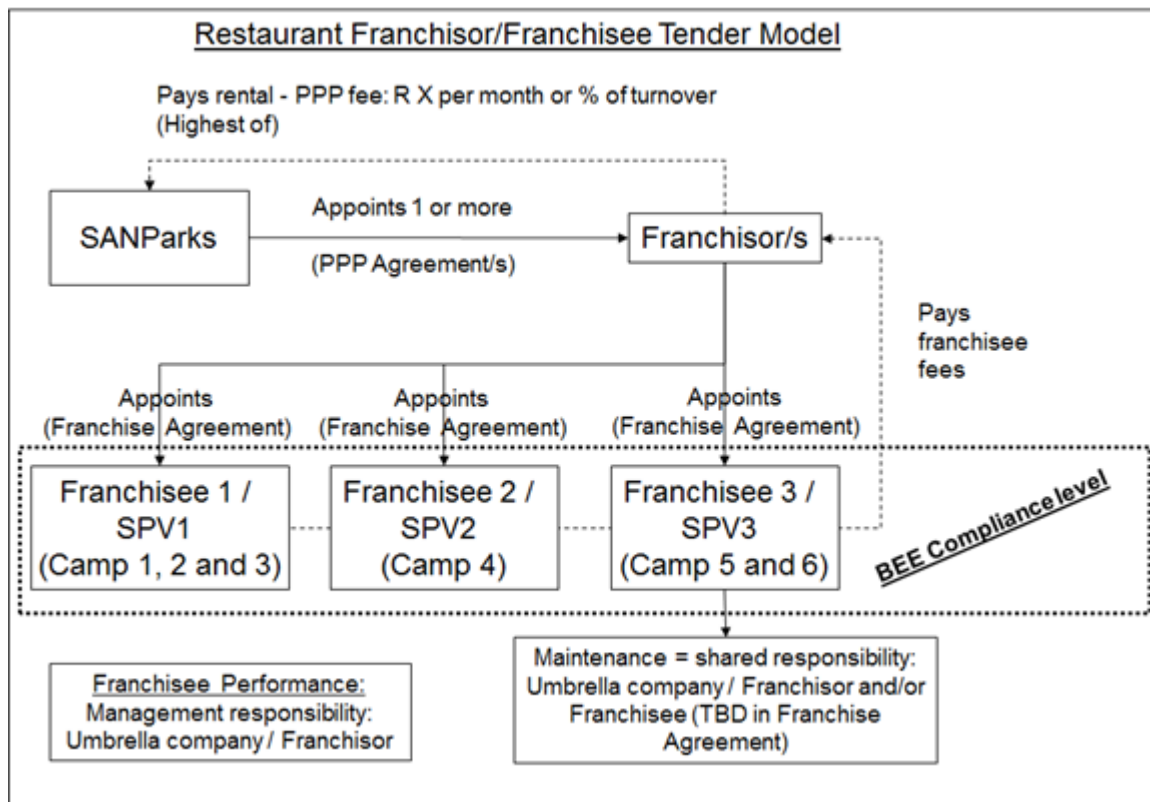 Restaurant Franchisor/Franchisee Tender Model
Pays rental - PPP fee: R X per month or % of turnover
(Highest of)
SANParks
Appoints 1 or more
(PPP Agreement/s)
Franchisor/s
Pays
franchisee
fees
Appoints
(Franchise Agreement)
Appoints
(Franchise Agreement)
Appoints
(Franchise Agreement)
Franchisee 1 /
SPV1
(Camp 1, 2 and 3)
Franchisee 2 /
SPV2
(Camp 4)
Franchisee 3 /
SPV3
(Camp 5 and 6)
BEE Compliance level
Franchisee Performance:
Management responsibility:
Umbrella company / Franchisor
Maintenance = shared responsibility:
Umbrella company / Franchisor and/or
Franchisee (TBD in Franchise
Agreement)